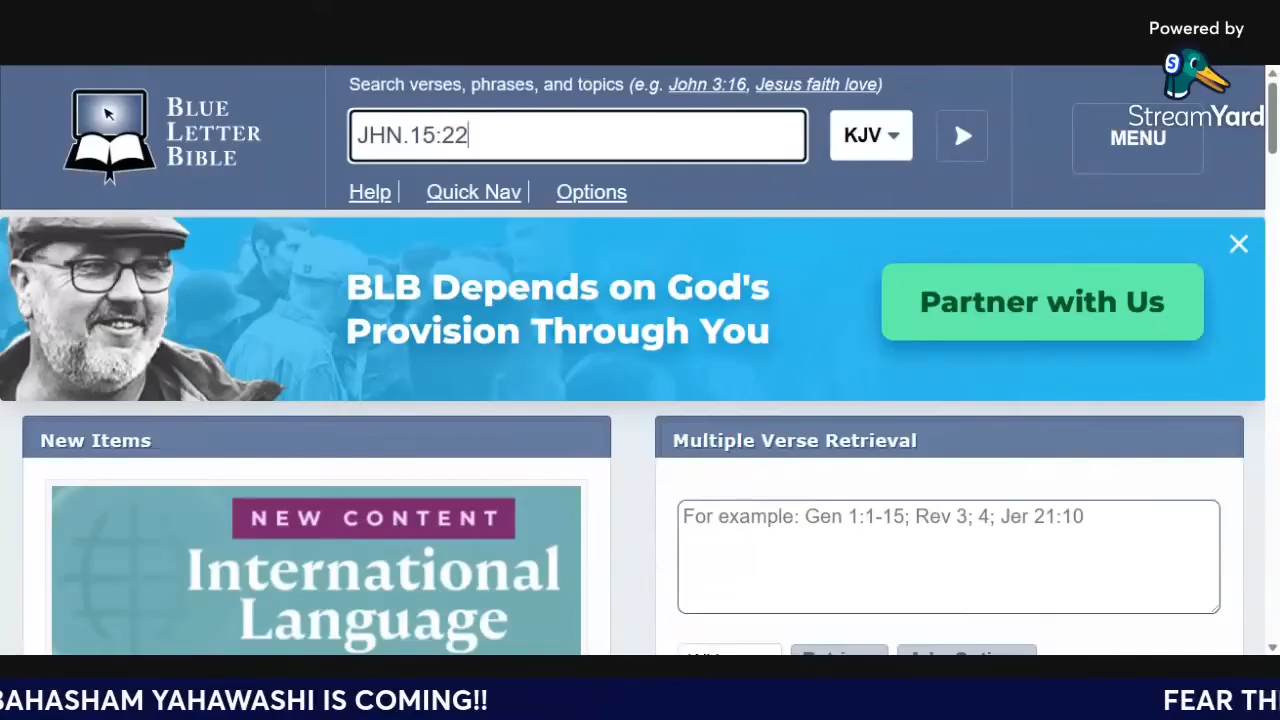 Powered by
StreamYard
Search verses, phrases, and topics (e.g. John 3:16, Jesus faith love)
BLUE
LETTER
BIBLE
JHN.15:22
KJV
MENU
Help
Quick Nav
Options
BLB Depends on God's
Provision Through You
Partner with Us
New Items
Multiple Verse Retrieval
NEW CONTENT
International
Language
For example: Gen 1:1-15; Rev 3; 4; Jer 21:10
BAHASHAM YAHAWASHI IS COMING!!
FEAR